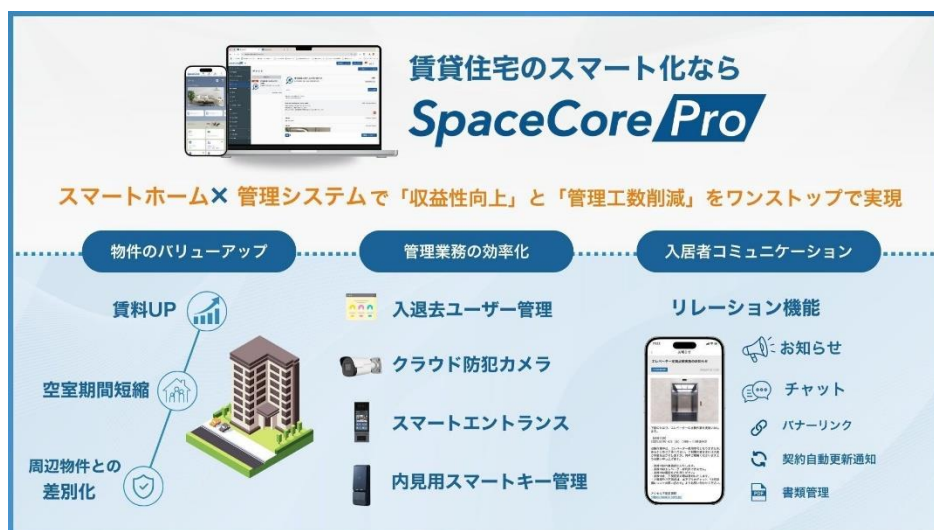 賃貸住宅のスマート化なら
SpaceCore Pro
スマートホーム× 管理システムで「収益性向上」と「管理工数削減」をワンストップで実現
物件のバリューアップ
賃料UP
空室期間短縮
周辺物件との
差別化
管理業務の効率化
入退去ユーザー管理
クラウド防犯カメラ
スマートエントランス
内見用スマートキー管理
入居者コミュニケーション
リレーション機能
お知らせ
チャット
バナーリンク
契約自動更新通知
PDF
書類管理